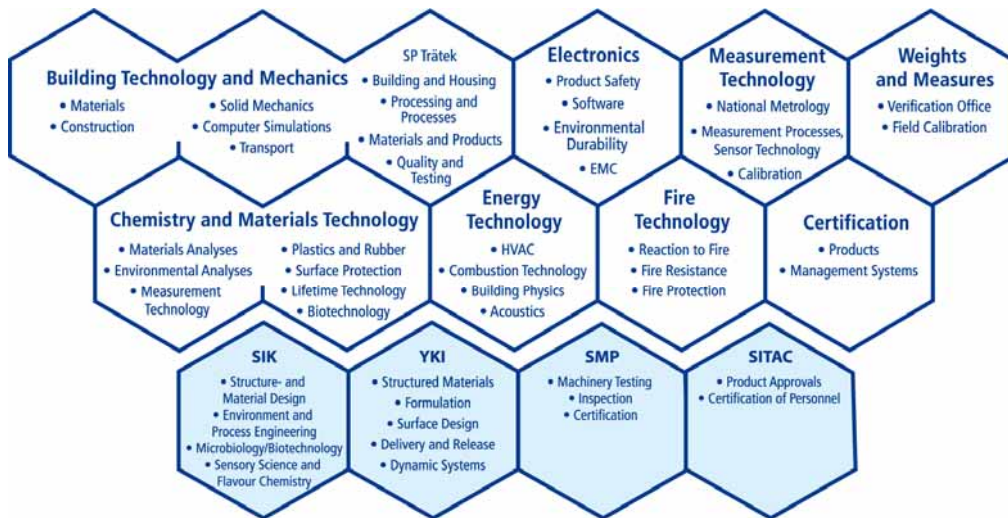 Building Technology and Mechanics
• Materials
• Construction
• Solid Mechanics
• Computer Simulations
• Transport
SP Trätek
• Building and Housing
• Processing and
Processes
• Materials and Products
• Quality and
Testing
Electronics
• Product Safety
• Software
• Environmental
Durability
• EMC
Measurement
Technology
• National Metrology
• Measurement Processes,
Sensor Technology
• Calibration
Weights
and Measures
• Verification Office
• Field Calibration
Chemistry and Materials Technology
• Materials Analyses
• Environmental Analyses
• Measurement
Technology
• Plastics and Rubber
• Surface Protection
• Lifetime Technology
• Biotechnology
Energy
Technology
• HVAC
• Combustion Technology
• Building Physics
• Acoustics
Fire
Technology
• Reaction to Fire
• Fire Resistance
• Fire Protection
Certification
• Products
• Management Systems
SIK
• Structure- and
Material Design
• Environment and
Process Engineering
• Microbiology/Biotechnology
• Sensory Science and
Flavour Chemistry
YKI
• Structured Materials
• Formulation
• Surface Design
• Delivery and Release
• Dynamic Systems
SMP
• Machinery Testing
• Inspection
• Certification
SITAC
• Product Approvals
• Certification of Personnel